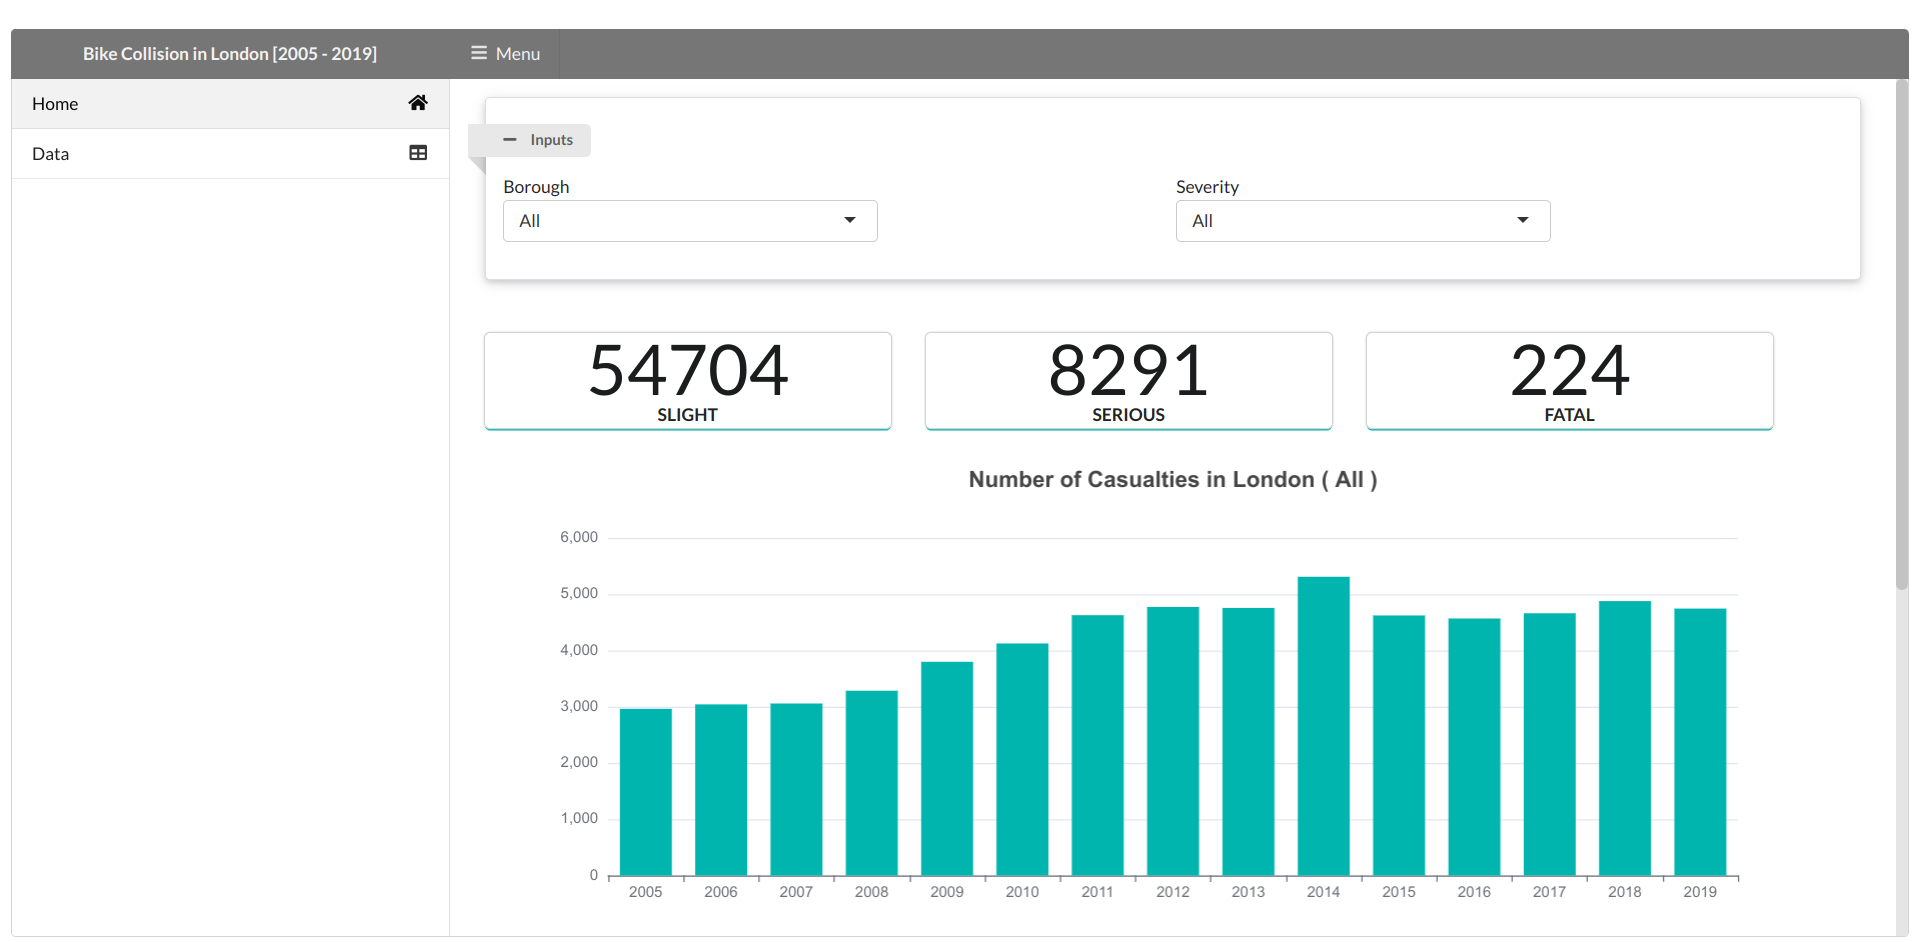 Bike Collision in London [2005 - 2019]
Menu
Home
Data
Inputs
Borough
Severity
All
All
54704
8291
224
SLIGHT
SERIOUS
FATAL
Number of Casualties in London ( All )
6,000
5,000
4,000
3,000
2,000
1,000
0
2005 2006 2007 2008 2009 2010 2011 2012 2013 2014 2015 2016 2017 2018 2019